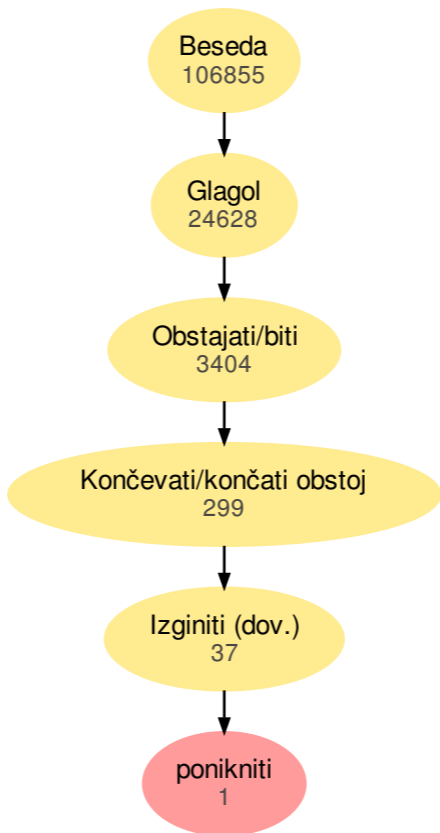 Beseda
106855
Glagol
24628
Obstajati/biti
3404
Končevati/končati obstoj
299
Izginiti (dov.)
37
ponikniti
1